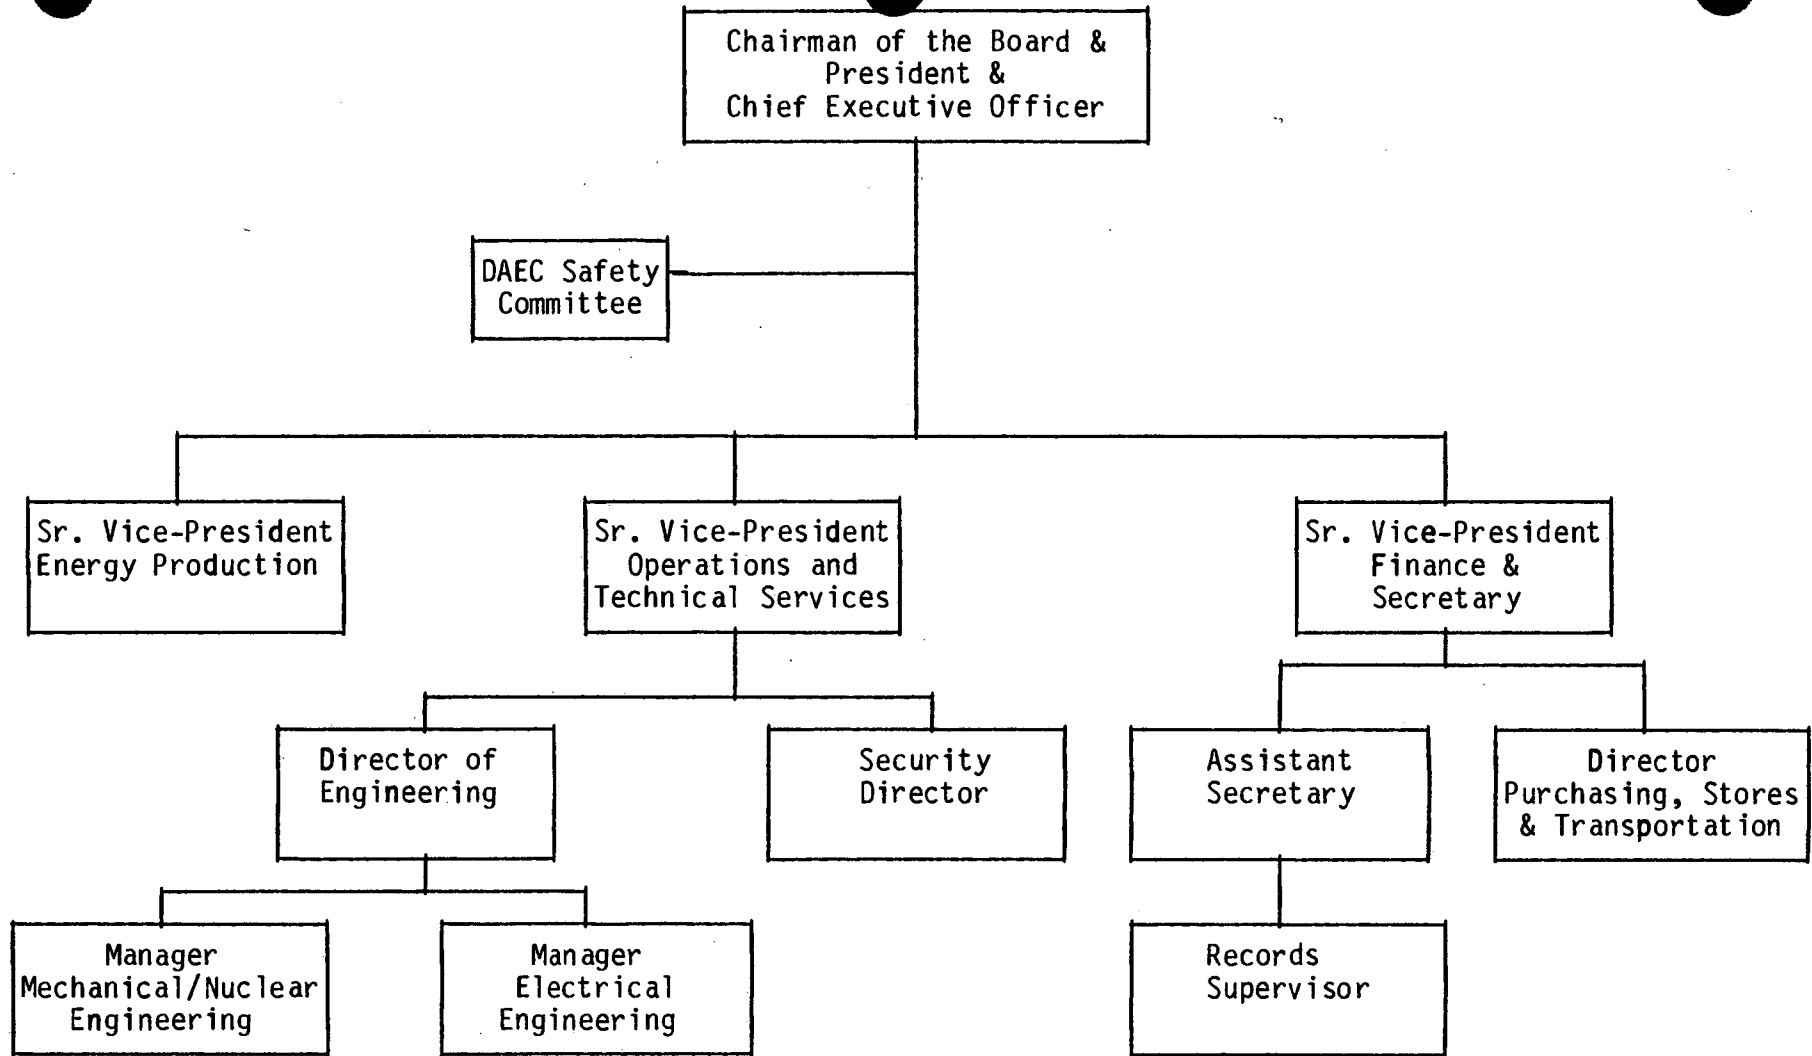 Chairman of the Board &
President &
Chief Executive Officer
DAEC Safety
Committee
Sr. Vice-President
Energy Production
Sr. Vice-President
Operations and
Technical Services
Sr. Vice-President
Finance &
Secretary
Director of
Engineering
Security
Director
Assistant
Secretary
Director
Purchasing, Stores
& Transportation
Manager
Mechanical/Nuclear
Engineering
Manager
Electrical
Engineering
Records
Supervisor